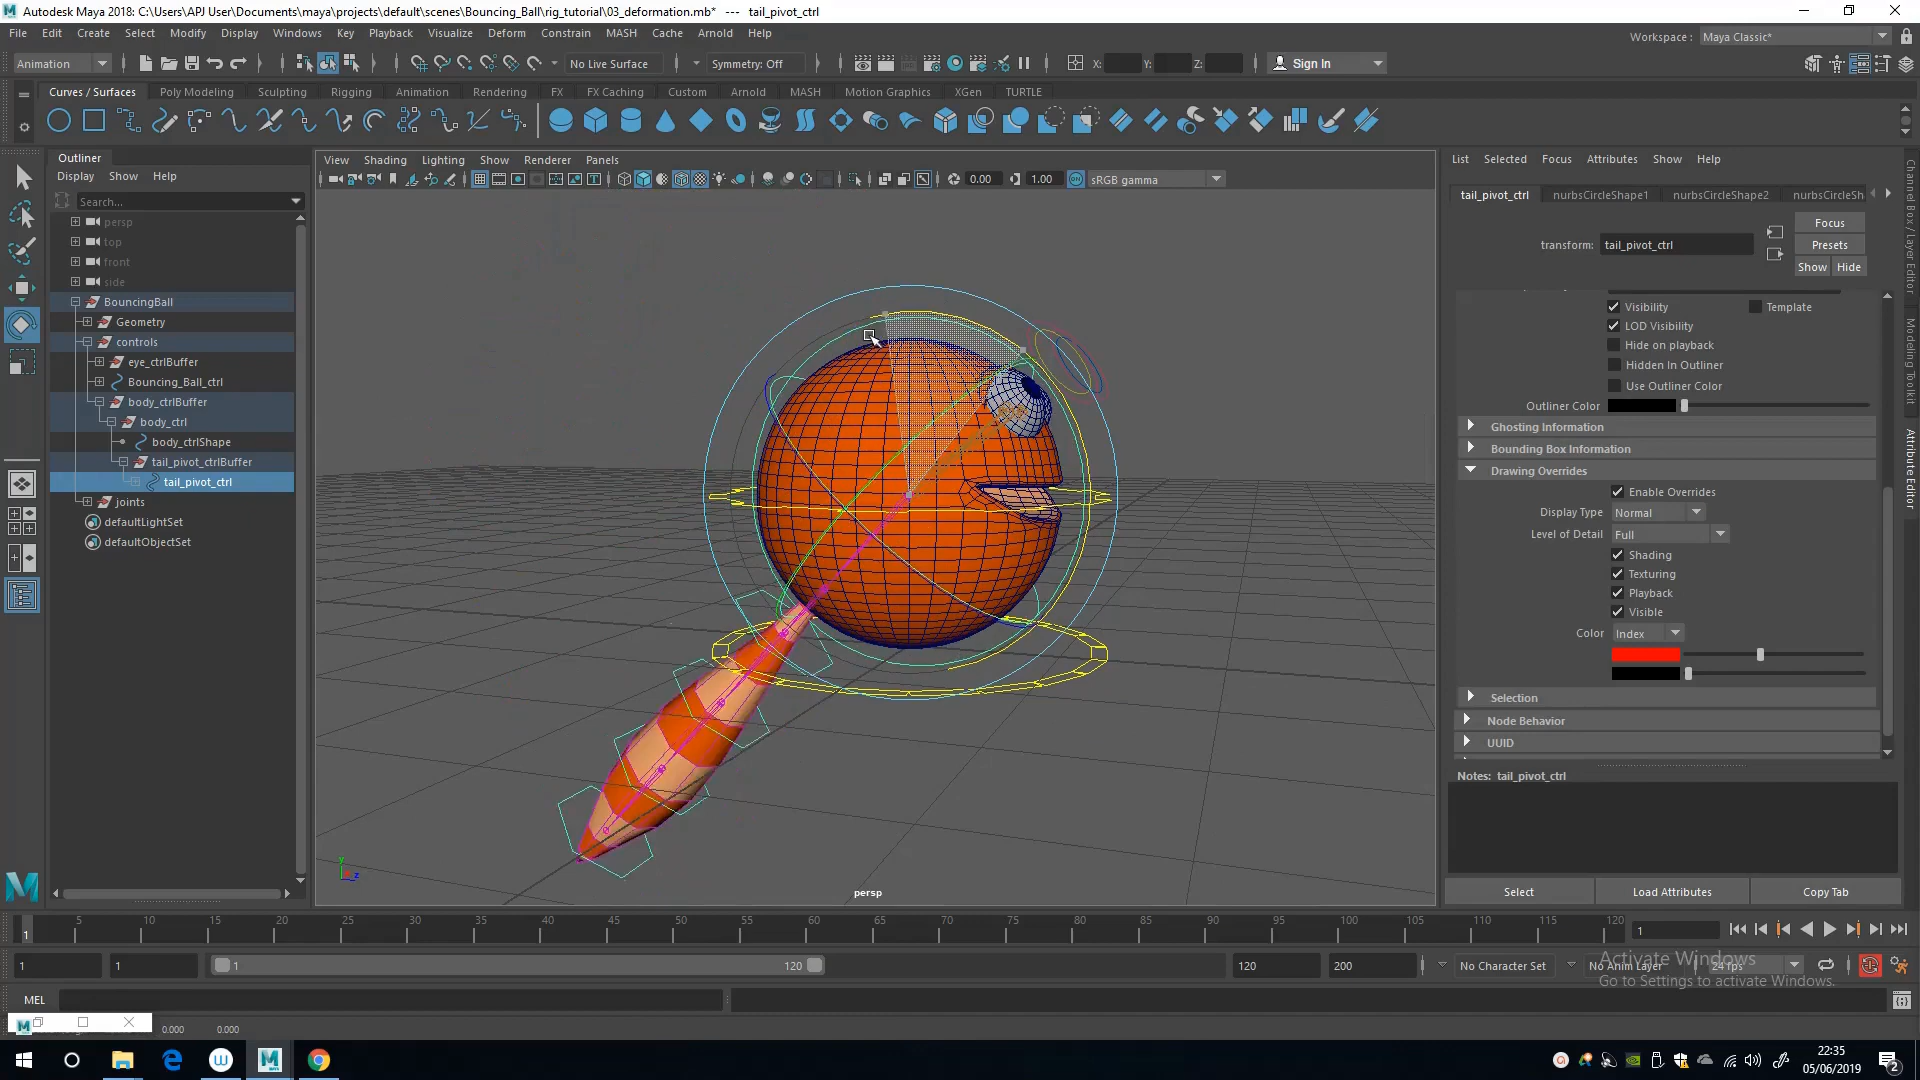 Autodesk Maya 2018: C:\Users\APJ User\Documents\maya\projects\default\scenes\Bouncing_Ball\rig_tutorial\03_deformation.mb* --- tail_pivot_ctrl
File Edit Create Select Modify Display Windows Key Playback Visualize Deform Constrain MASH Cache Arnold Help
Workspace : Maya Classic*
Animation No Live Surface Symmetry: Off X: Y: Z: Sign In
Curves / Surfaces Poly Modeling Sculpting Rigging Animation Rendering FX FX Caching Custom Arnold MASH Motion Graphics XGen TURTLE
Outliner
Display Show Help
Search...
persp
top
front
side
BouncingBall
Geometry
controls
eye_ctrlBuffer
Bouncing_Ball_ctrl
body_ctrlBuffer
body_ctrl
body_ctrlShape
tail_pivot_ctrlBuffer
tail_pivot_ctrl
joints
defaultLightSet
defaultObjectSet
View Shading Lighting Show Renderer Panels
0.00 1.00 ON sRGB gamma
persp
y
z
List Selected Focus Attributes Show Help
tail_pivot_ctrl nurbsCircleShape1 nurbsCircleShape2 nurbsCircleSh
Focus
transform: tail_pivot_ctrl Presets
Show Hide
Visibility Template
LOD Visibility
Hide on playback
Hidden In Outliner
Use Outliner Color
Outliner Color
Ghosting Information
Bounding Box Information
Drawing Overrides
Enable Overrides
Display Type Normal
Level of Detail Full
Shading
Texturing
Playback
Visible
Color Index
Selection
Node Behavior
UUID
Notes: tail_pivot_ctrl
Select Load Attributes Copy Tab
Channel Box / Layer Editor
Modeling Toolkit
Attribute Editor
5 10 15 20 25 30 35 40 45 50 55 60 65 70 75 80 85 90 95 100 105 110 115 120
1 1
1 1 1 120 120 200 No Character Set No Anim Layer 24 fps
Activate Windows
Go to Settings to activate Windows.
MEL
0.000 0.000
22:35
05/06/2019
2